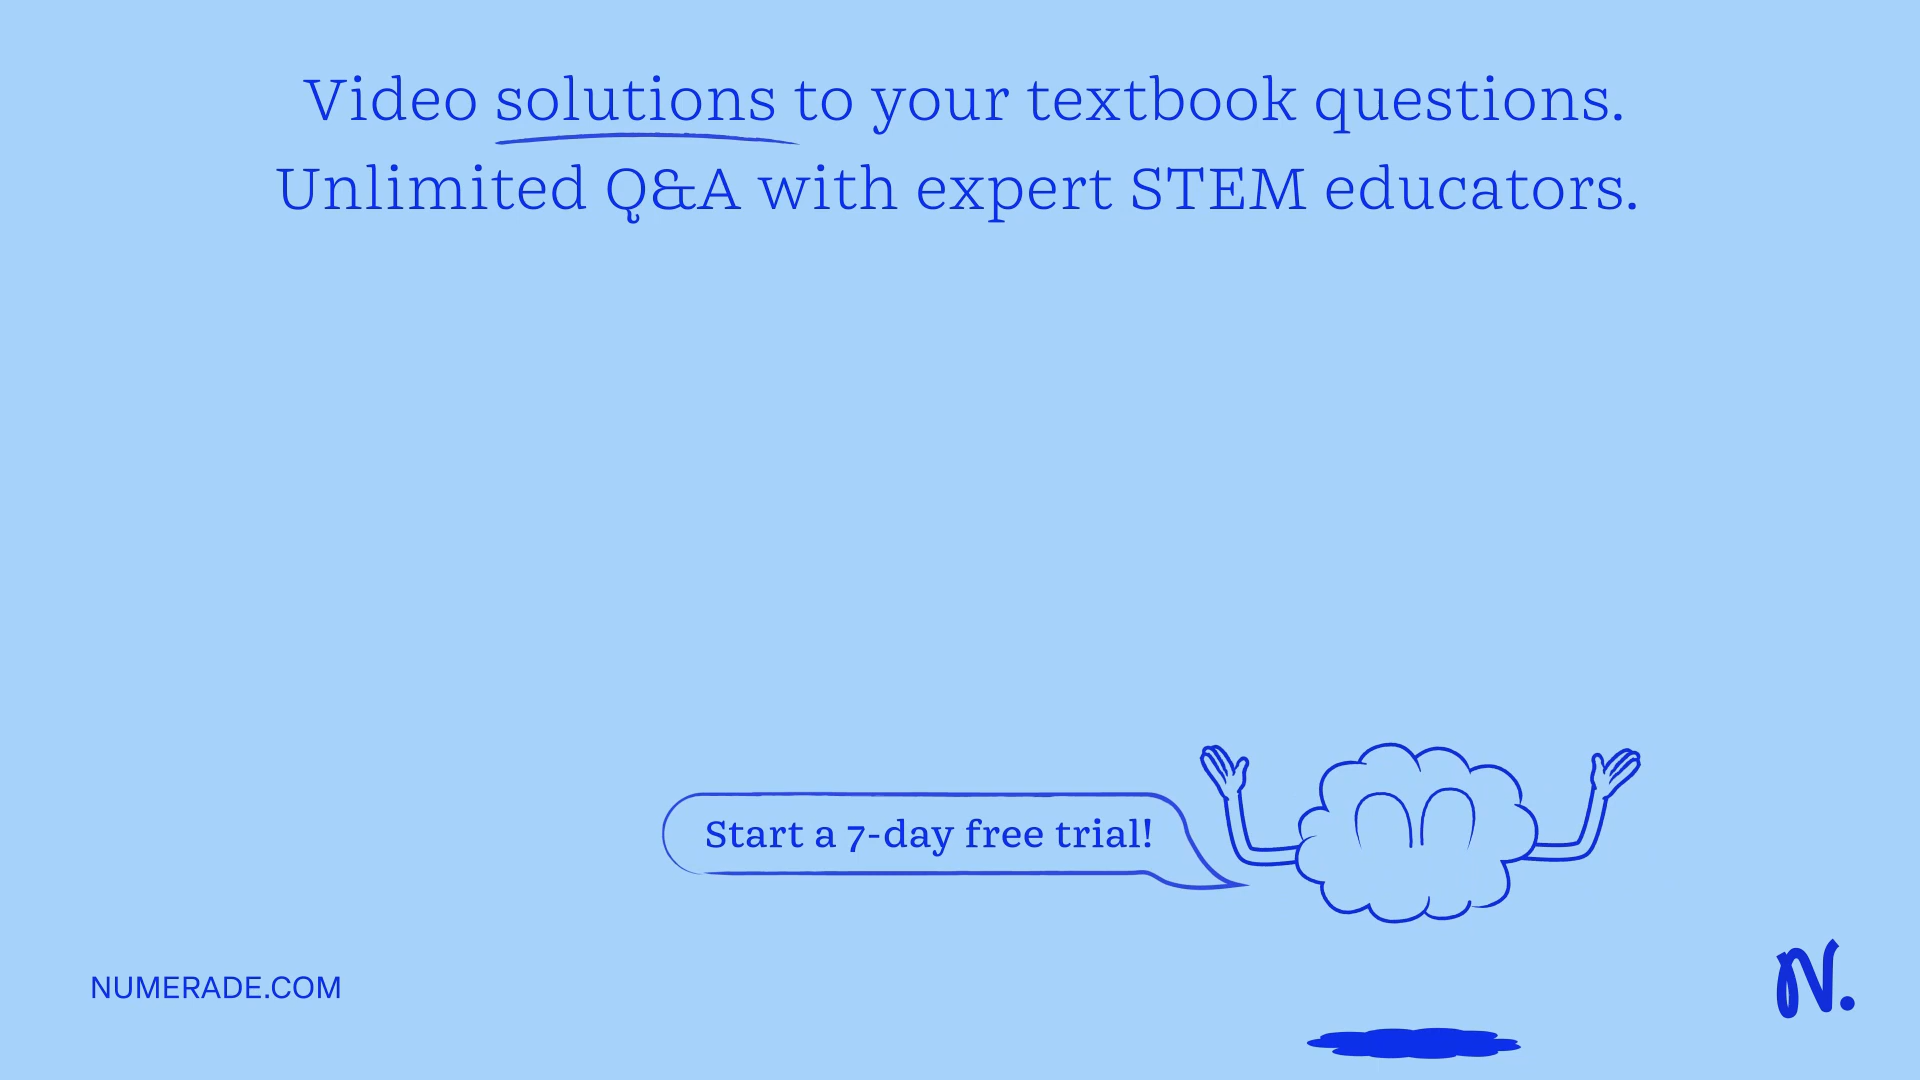 Video solutions to your textbook questions.
Unlimited Q&A with expert STEM educators.
Start a 7-day free trial!
NUMERADE.COM
N.